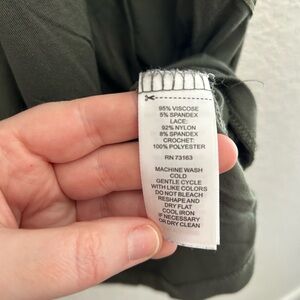 95% VISCOSE
5% SPANDEX
LACE:
92% NYLON
8% SPANDEX
CROCHET:
100% POLYESTER
RN 73163
MACHINE WASH
COLD
GENTLE CYCLE
WITH LIKE COLORS
DO NOT BLEACH
RESHAPE AND
DRY FLAT
COOL IRON
IF NECESSARY
OR DRY CLEAN